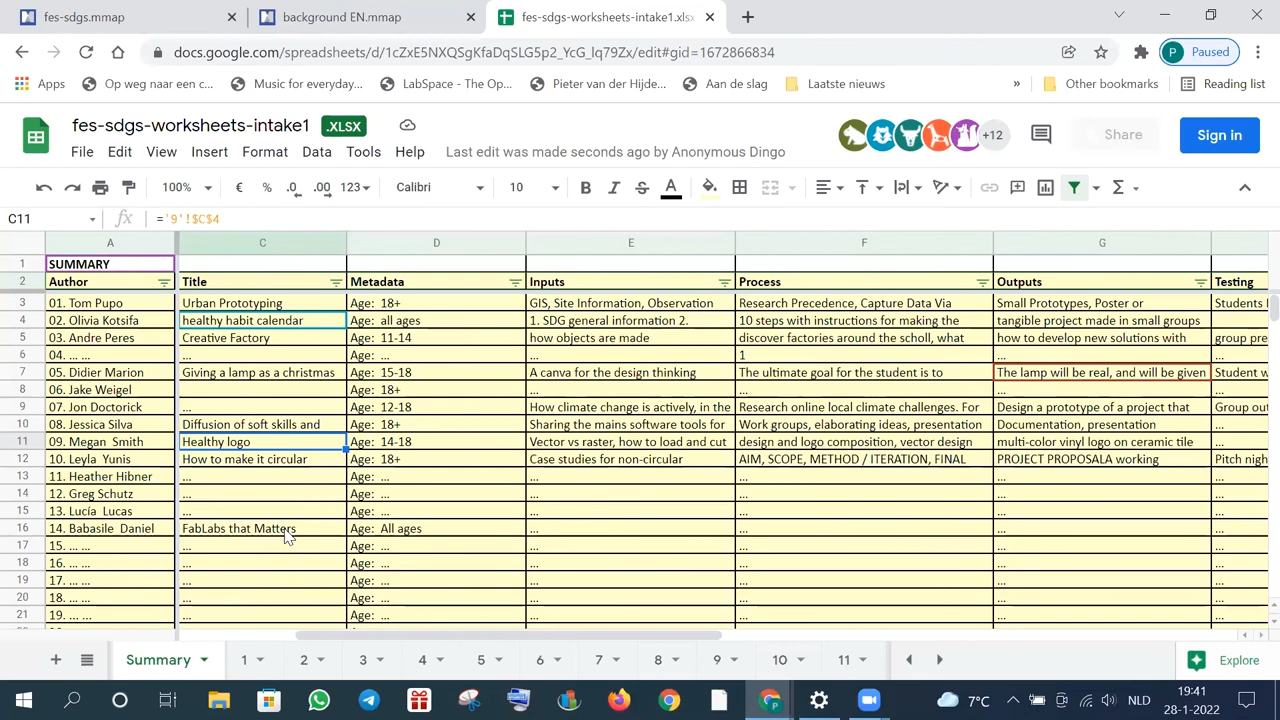 fes-sdgs.mmap
background EN.mmap
fes-sdgs-worksheets-intake1.xlsx
docs.google.com/spreadsheets/d/1cZxE5NXQSgKfaDqSLG5p2_YcG_lq79Zx/edit#gid=1672866834
P Paused
Apps Op weg naar een c... Music for everyday... LabSpace - The Op... Pieter van der Hijde... Aan de slag Laatste nieuws » Other bookmarks Reading list
fes-sdgs-worksheets-intake1 .XLSX
+12 Share Sign in
File Edit View Insert Format Data Tools Help Last edit was made seconds ago by Anonymous Dingo
100% € % .0 .00 123 Calibri 10 B I S A Σ
C11 fx ='9'!$C$4
A C D E F G
1 SUMMARY
2 Author Title Metadata Inputs Process Outputs Testing
3 01. Tom Pupo Urban Prototyping Age: 18+ GIS, Site Information, Observation Research Precedence, Capture Data Via Small Prototypes, Poster or Students
4 02. Olivia Kotsifa healthy habit calendar Age: all ages 1. SDG general information 2. 10 steps with instructions for making the tangible project made in small groups
5 03. Andre Peres Creative Factory Age: 11-14 how objects are made discover factories around the scholl, what how to develop new solutions with group pre
6 04. ... ... ... Age: ... ... 1 ...
7 05. Didier Marion Giving a lamp as a christmas Age: 15-18 A canva for the design thinking The ultimate goal for the student is to The lamp will be real, and will be given Student w
8 06. Jake Weigel Age: 18+ ... ... ...
9 07. Jon Doctorick ... Age: 12-18 How climate change is actively, in the Research online local climate challenges. For Design a prototype of a project that Group out
10 08. Jessica Silva Diffusion of soft skills and Age: 18+ Sharing the mains software tools for Work groups, elaborating ideas, presentation Documentation, presentation
11 09. Megan Smith Healthy logo Age: 14-18 Vector vs raster, how to load and cut design and logo composition, vector design multi-color vinyl logo on ceramic tile
12 10. Leyla Yunis How to make it circular Age: 18+ Case studies for non-circular AIM, SCOPE, METHOD / ITERATION, FINAL PROJECT PROPOSALA working Pitch nigh
13 11. Heather Hibner ... Age: ... ... ... ...
14 12. Greg Schutz ... Age: ... ... ... ...
15 13. Lucía Lucas ... Age: ... ... ... ...
16 14. Babasile Daniel FabLabs that Matters Age: All ages ... ... ...
17 15. ... ... ... Age: ... ... ... ...
18 16. ... ... ... Age: ... ... ... ...
19 17. ... ... ... Age: ... ... ... ...
20 18. ... ... ... Age: ... ... ... ...
21 19. ... ... ... Age: ... ... ... ...
Summary 1 2 3 4 5 6 7 8 9 10 11 Explore
7°C NLD 19:41
28-1-2022